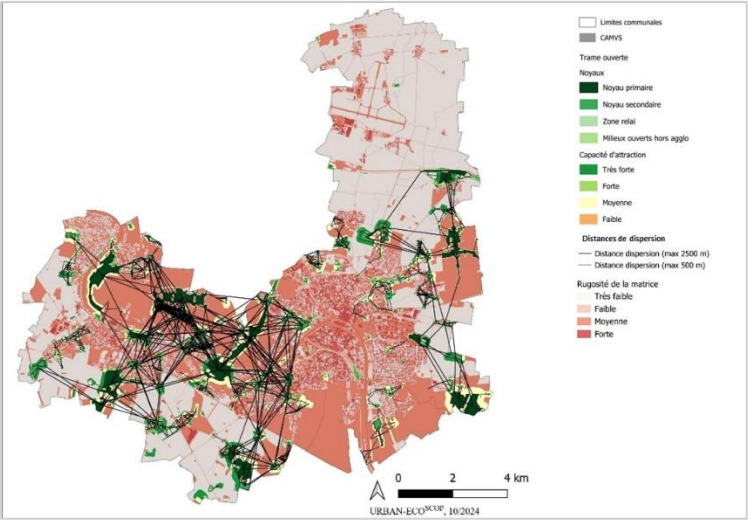 Limites communales
CAMVS
Trame ouverte
Noyaux
Noyau primaire
Noyau secondaire
Zone relai
Milieux ouverts hors agglo
Capacité d'attraction
Très forte
Forte
Moyenne
Faible
Distances de dispersion
Distance dispersion (max 2500 m)
Distance dispersion (max 500 m)
Rugosité de la matrice
Très faible
Faible
Moyenne
Forte
0 2 4 km
URBAN-ECO SCOP, 10/2024